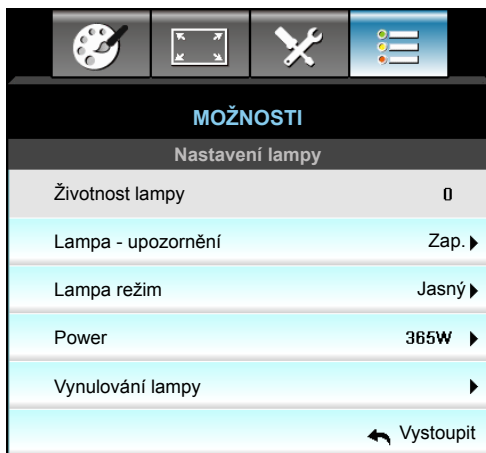 MOŽNOSTI
Nastavení lampy
Životnost lampy 0
Lampa - upozornění Zap.
Lampa režim Jasný
Power 365W
Vynulování lampy
Vystoupit